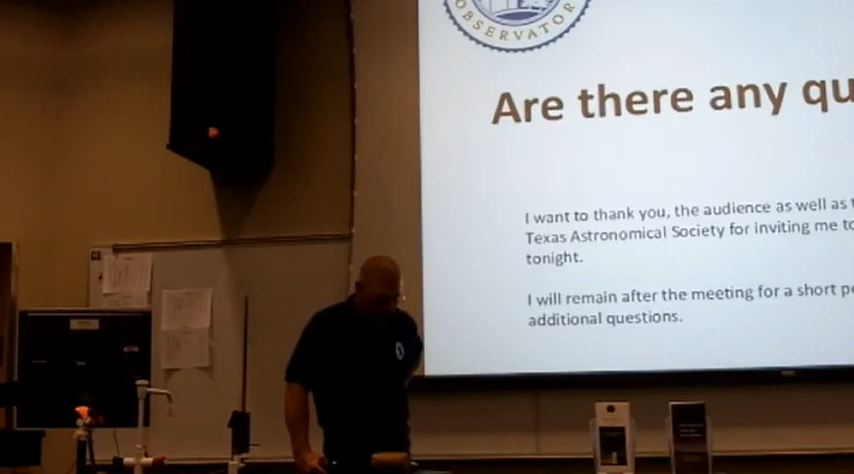 OBSERVATOR
Are there any qu
I want to thank you, the audience as well as t
Texas Astronomical Society for inviting me to
tonight.
I will remain after the meeting for a short pe
additional questions.